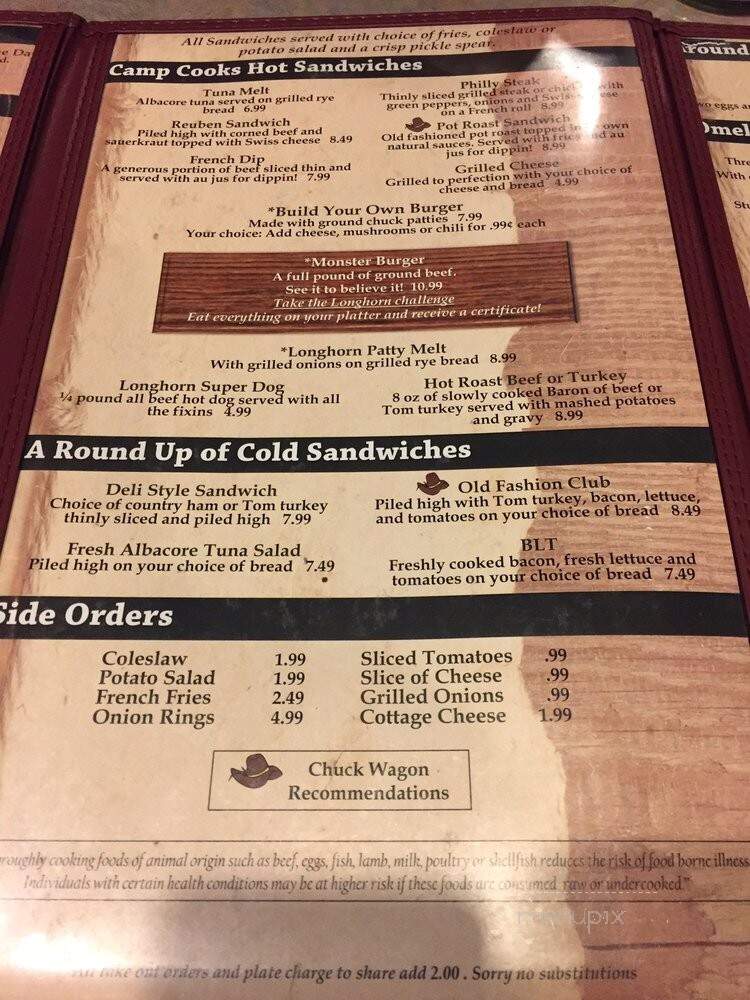 All Sandwiches served with choice of fries, coleslaw or
potato salad and a crisp pickle spear.
Camp Cooks Hot Sandwiches
Tuna Melt
Albacore tuna served on grilled rye
bread 6.99
Reuben Sandwich
Piled high with corned beef and
sauerkraut topped with Swiss cheese 8.49
French Dip
A generous portion of beef sliced thin and
served with au jus for dippin! 7.99
Philly Steak
Thinly sliced grilled steak or chicken with
green peppers, onions and Swiss cheese
on a French roll 8.99
Pot Roast Sandwich
Old fashioned pot roast topped in own
natural sauces. Served with fries and au
jus for dippin! 8.99
Grilled Cheese
Grilled to perfection with your choice of
cheese and bread 4.99
*Build Your Own Burger
Made with ground chuck patties 7.99
Your choice: Add cheese, mushrooms or chili for .99¢ each
*Monster Burger
A full pound of ground beef.
See it to believe it! 10.99
Take the Longhorn challenge
Eat everything on your platter and receive a certificate!
*Longhorn Patty Melt
With grilled onions on grilled rye bread 8.99
Longhorn Super Dog
¼ pound all beef hot dog served with all
the fixins 4.99
Hot Roast Beef or Turkey
8 oz of slowly cooked Baron of beef or
Tom turkey served with mashed potatoes
and gravy 8.99
A Round Up of Cold Sandwiches
Deli Style Sandwich
Choice of country ham or Tom turkey
thinly sliced and piled high 7.99
Old Fashion Club
Piled high with Tom turkey, bacon, lettuce,
and tomatoes on your choice of bread 8.49
Fresh Albacore Tuna Salad
Piled high on your choice of bread 7.49
BLT
Freshly cooked bacon, fresh lettuce and
tomatoes on your choice of bread 7.49
Side Orders
Coleslaw 1.99
Potato Salad 1.99
French Fries 2.49
Onion Rings 4.99
Sliced Tomatoes .99
Slice of Cheese .99
Grilled Onions .99
Cottage Cheese 1.99
Chuck Wagon
Recommendations
cooking foods of animal origin such as beef, eggs, fish, lamb, milk, poultry or shellfish reduces the risk of food borne illness
Individuals with certain health conditions may be at higher risk if these foods are consumed raw or undercooked"
All take out orders and plate charge to share add 2.00 . Sorry no substitutions
menupix